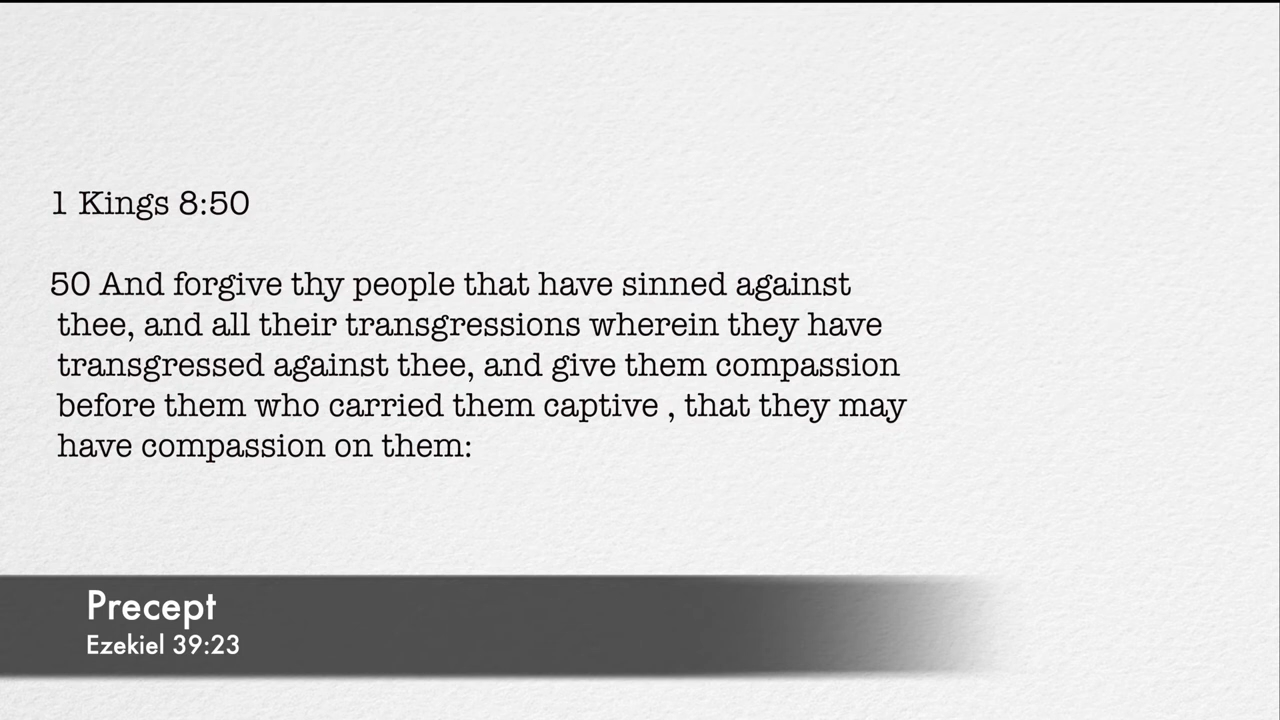 1 Kings 8:50
50 And forgive thy people that have sinned against
thee, and all their transgressions wherein they have
transgressed against thee, and give them compassion
before them who carried them captive , that they may
have compassion on them:
Precept
Ezekiel 39:23